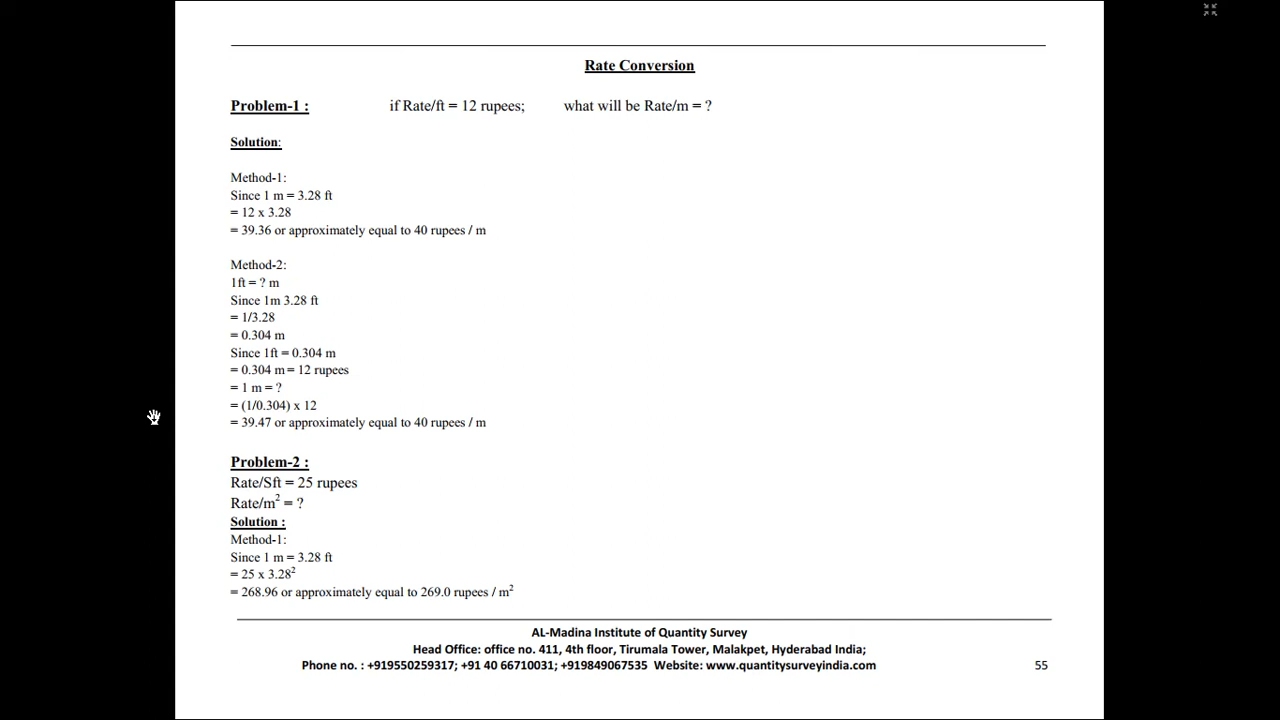 Rate Conversion
Problem-1 : if Rate/ft = 12 rupees; what will be Rate/m = ?
Solution:
Method-1:
Since 1 m = 3.28 ft
= 12 x 3.28
= 39.36 or approximately equal to 40 rupees / m
Method-2:
1ft = ? m
Since 1m 3.28 ft
= 1/3.28
= 0.304 m
Since 1ft = 0.304 m
= 0.304 m = 12 rupees
= 1 m = ?
= (1/0.304) x 12
= 39.47 or approximately equal to 40 rupees / m
Problem-2 :
Rate/Sft = 25 rupees
Rate/m² = ?
Solution :
Method-1:
Since 1 m = 3.28 ft
= 25 x 3.28²
= 268.96 or approximately equal to 269.0 rupees / m²
AL-Madina Institute of Quantity Survey
Head Office: office no. 411, 4th floor, Tirumala Tower, Malakpet, Hyderabad India;
Phone no. : +919550259317; +91 40 66710031; +919849067535 Website: www.quantitysurveyindia.com 55